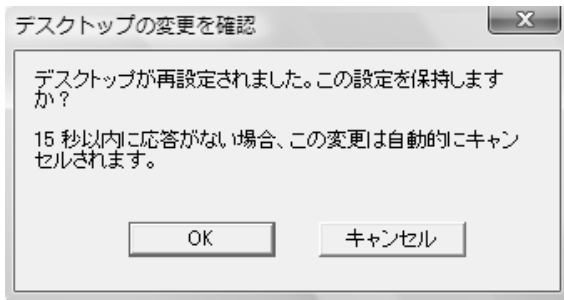 デスクトップの変更を確認
デスクトップが再設定されました。この設定を保持します
か？
15 秒以内に応答がない場合、この変更は自動的にキャン
セルされます。
OK
キャンセル